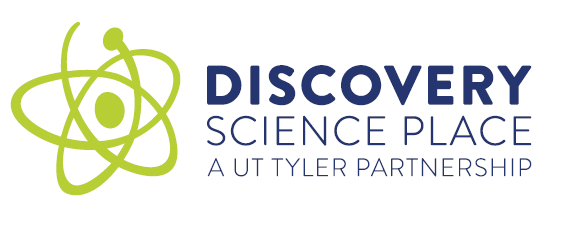 DISCOVERY
SCIENCE PLACE
A UT TYLER PARTNERSHIP